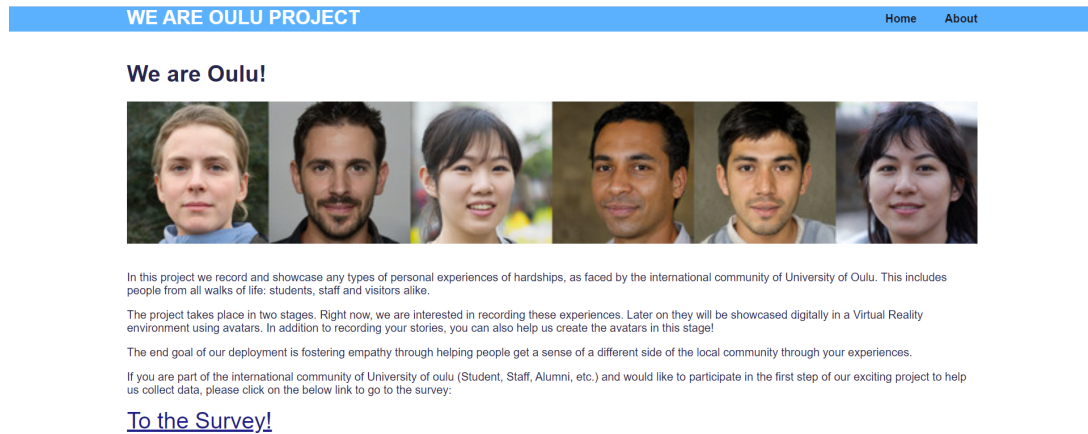 WE ARE OULU PROJECT
Home About
We are Oulu!
In this project we record and showcase any types of personal experiences of hardships, as faced by the international community of University of Oulu. This includes
people from all walks of life: students, staff and visitors alike.
The project takes place in two stages. Right now, we are interested in recording these experiences. Later on they will be showcased digitally in a Virtual Reality
environment using avatars. In addition to recording your stories, you can also help us create the avatars in this stage!
The end goal of our deployment is fostering empathy through helping people get a sense of a different side of the local community through your experiences.
If you are part of the international community of University of oulu (Student, Staff, Alumni, etc.) and would like to participate in the first step of our exciting project to help
us collect data, please click on the below link to go to the survey:
To the Survey!